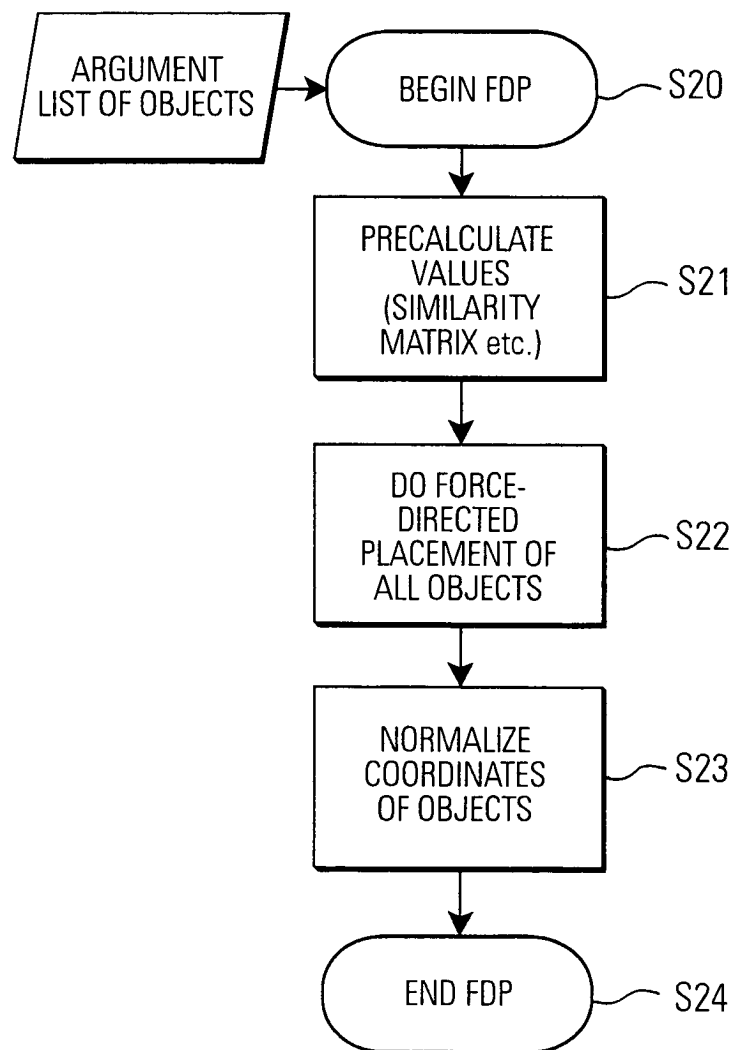 ARGUMENT
LIST OF OBJECTS
BEGIN FDP
S20
PRECALCULATE
VALUES
(SIMILARITY
MATRIX etc.)
S21
DO FORCE-
DIRECTED
PLACEMENT OF
ALL OBJECTS
S22
NORMALIZE
COORDINATES
OF OBJECTS
S23
END FDP
S24